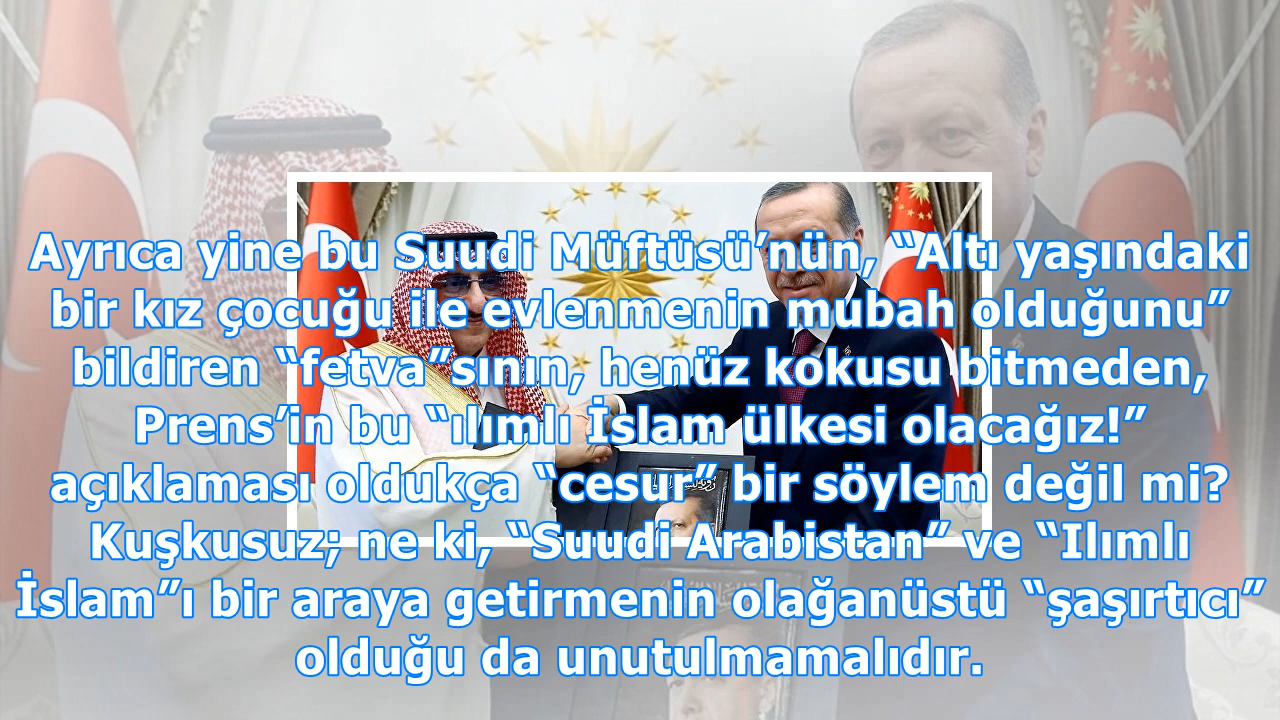 Ayrıca yine bu Suudi Müftüsü’nün, “Altı yaşındaki
bir kız çocuğu ile evlenmenin mubah olduğunu”
bildiren “fetva”sının, henüz kokusu bitmeden,
Prens’in bu “ılımlı İslam ülkesi olacağız!”
açıklaması oldukça “cesur” bir söylem değil mi?
Kuşkusuz; ne ki, “Suudi Arabistan” ve “Ilımlı
İslam”ı bir araya getirmenin olağanüstü “şaşırtıcı”
olduğu da unutulmamalıdır.